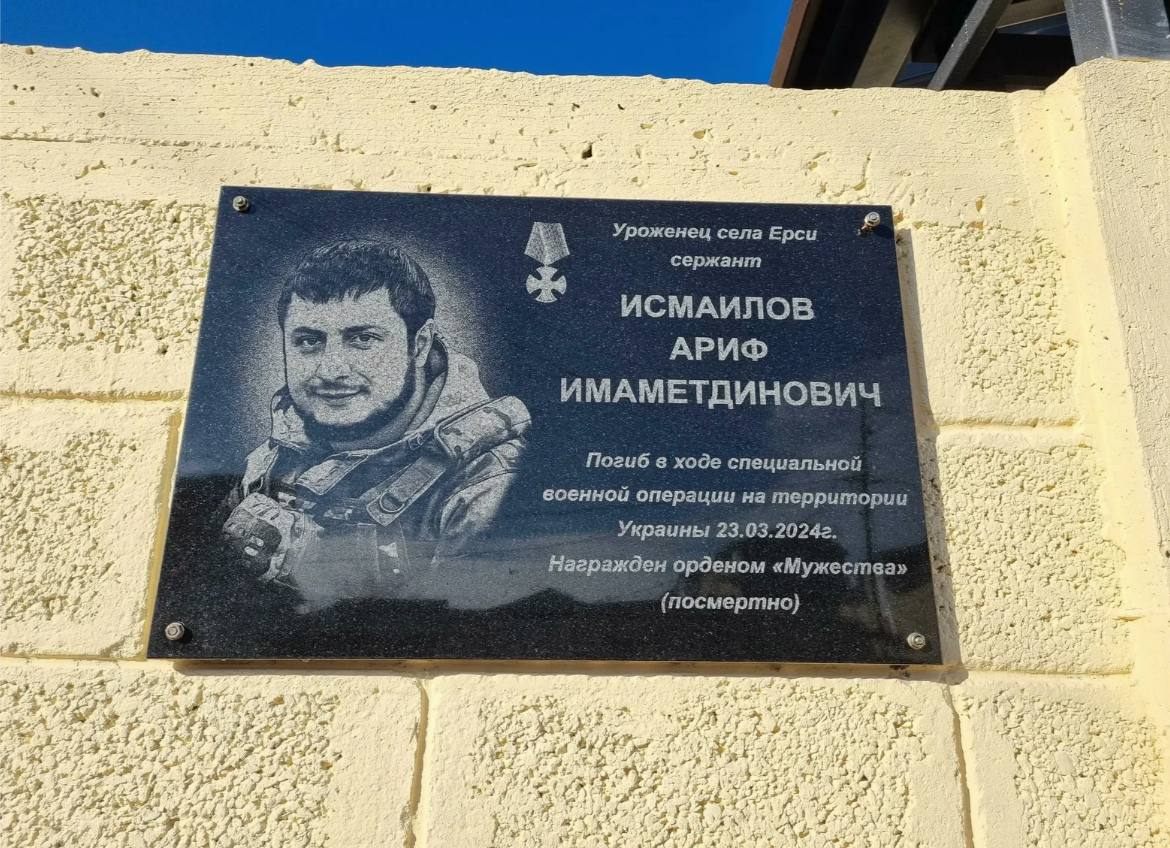 Уроженец села Ерси
сержант
ИСМАИЛОВ
АРИФ
ИМАМЕТДИНОВИЧ
Погиб в ходе специальной
военной операции на территории
Украины 23.03.2024г.
Награжден орденом «Мужества»
(посмертно)